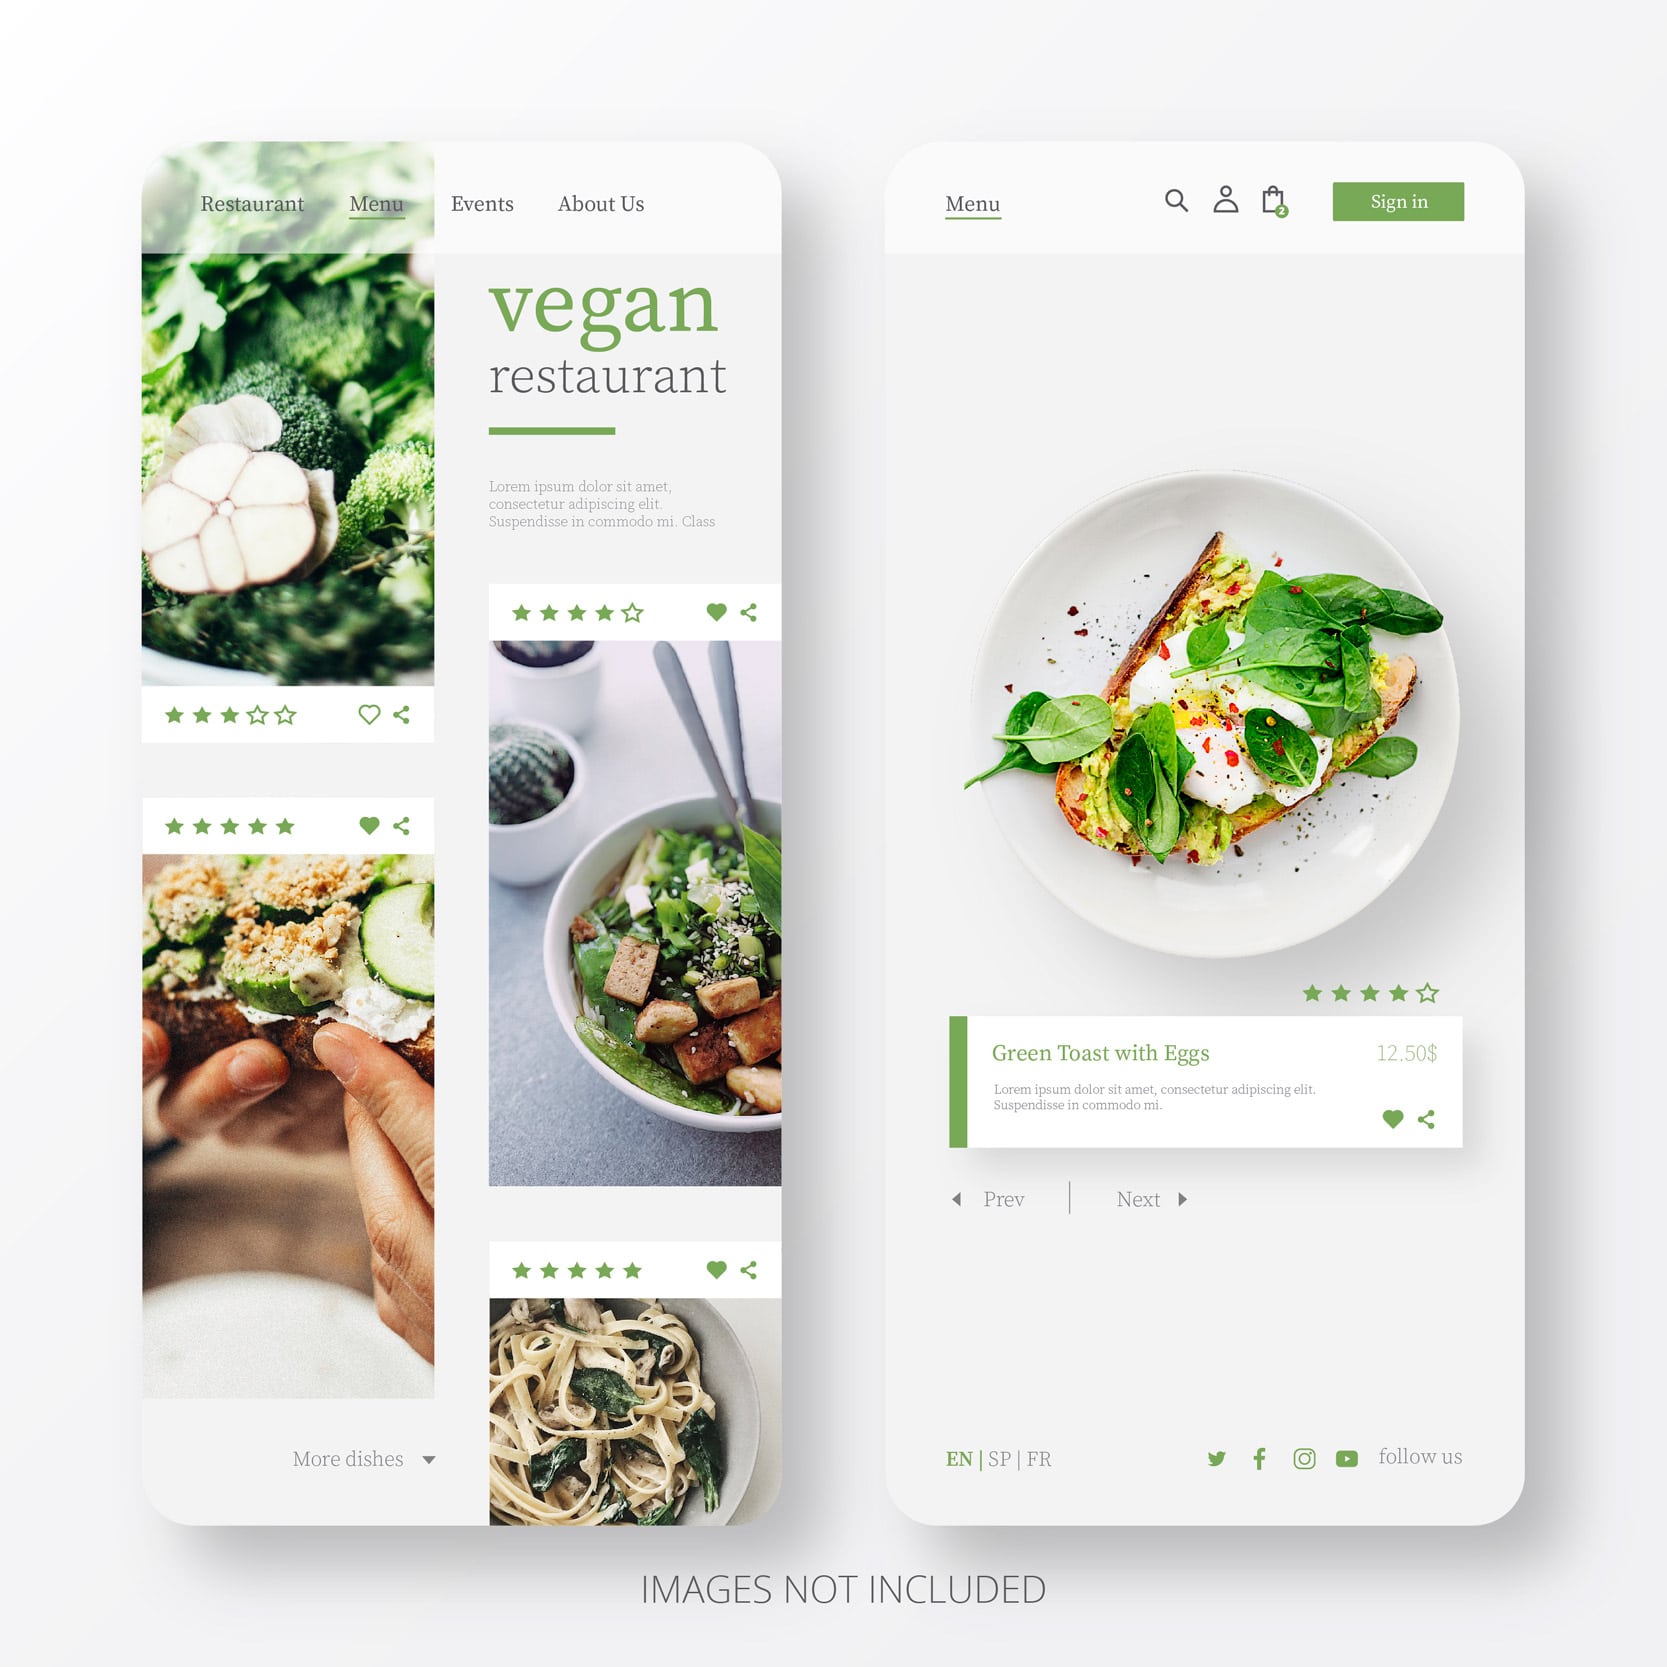 Restaurant Menu Events About Us
vegan
restaurant
Lorem ipsum dolor sit amet,
consectetur adipiscing elit.
Suspendisse in commodo mi. Class
More dishes
Menu
2
Sign in
Green Toast with Eggs 12.50$
Lorem ipsum dolor sit amet, consectetur adipiscing elit.
Suspendisse in commodo mi.
Prev | Next
EN | SP | FR
follow us
IMAGES NOT INCLUDED